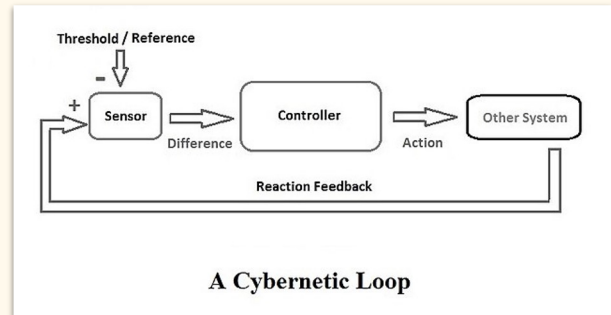 Threshold / Reference
-
+
Sensor
Difference
Controller
Action
Other System
Reaction Feedback
A Cybernetic Loop